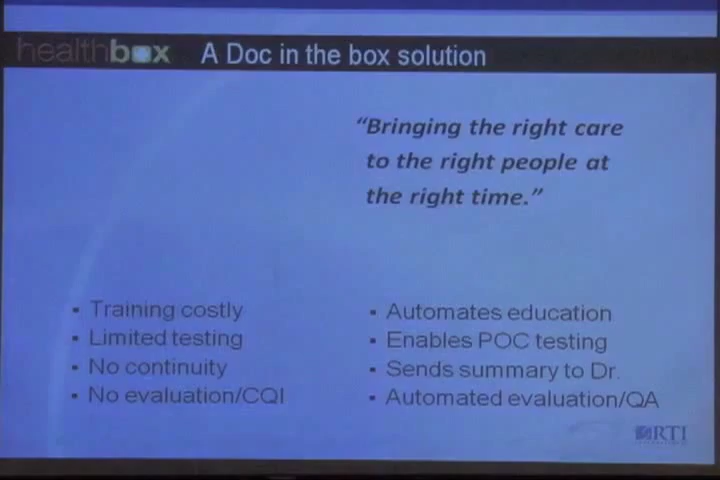 healthbox A Doc in the box solution
“Bringing the right care
to the right people at
the right time.”
▪ Training costly
▪ Limited testing
▪ No continuity
▪ No evaluation/CQI
▪ Automates education
▪ Enables POC testing
▪ Sends summary to Dr.
▪ Automated evaluation/QA
RTI